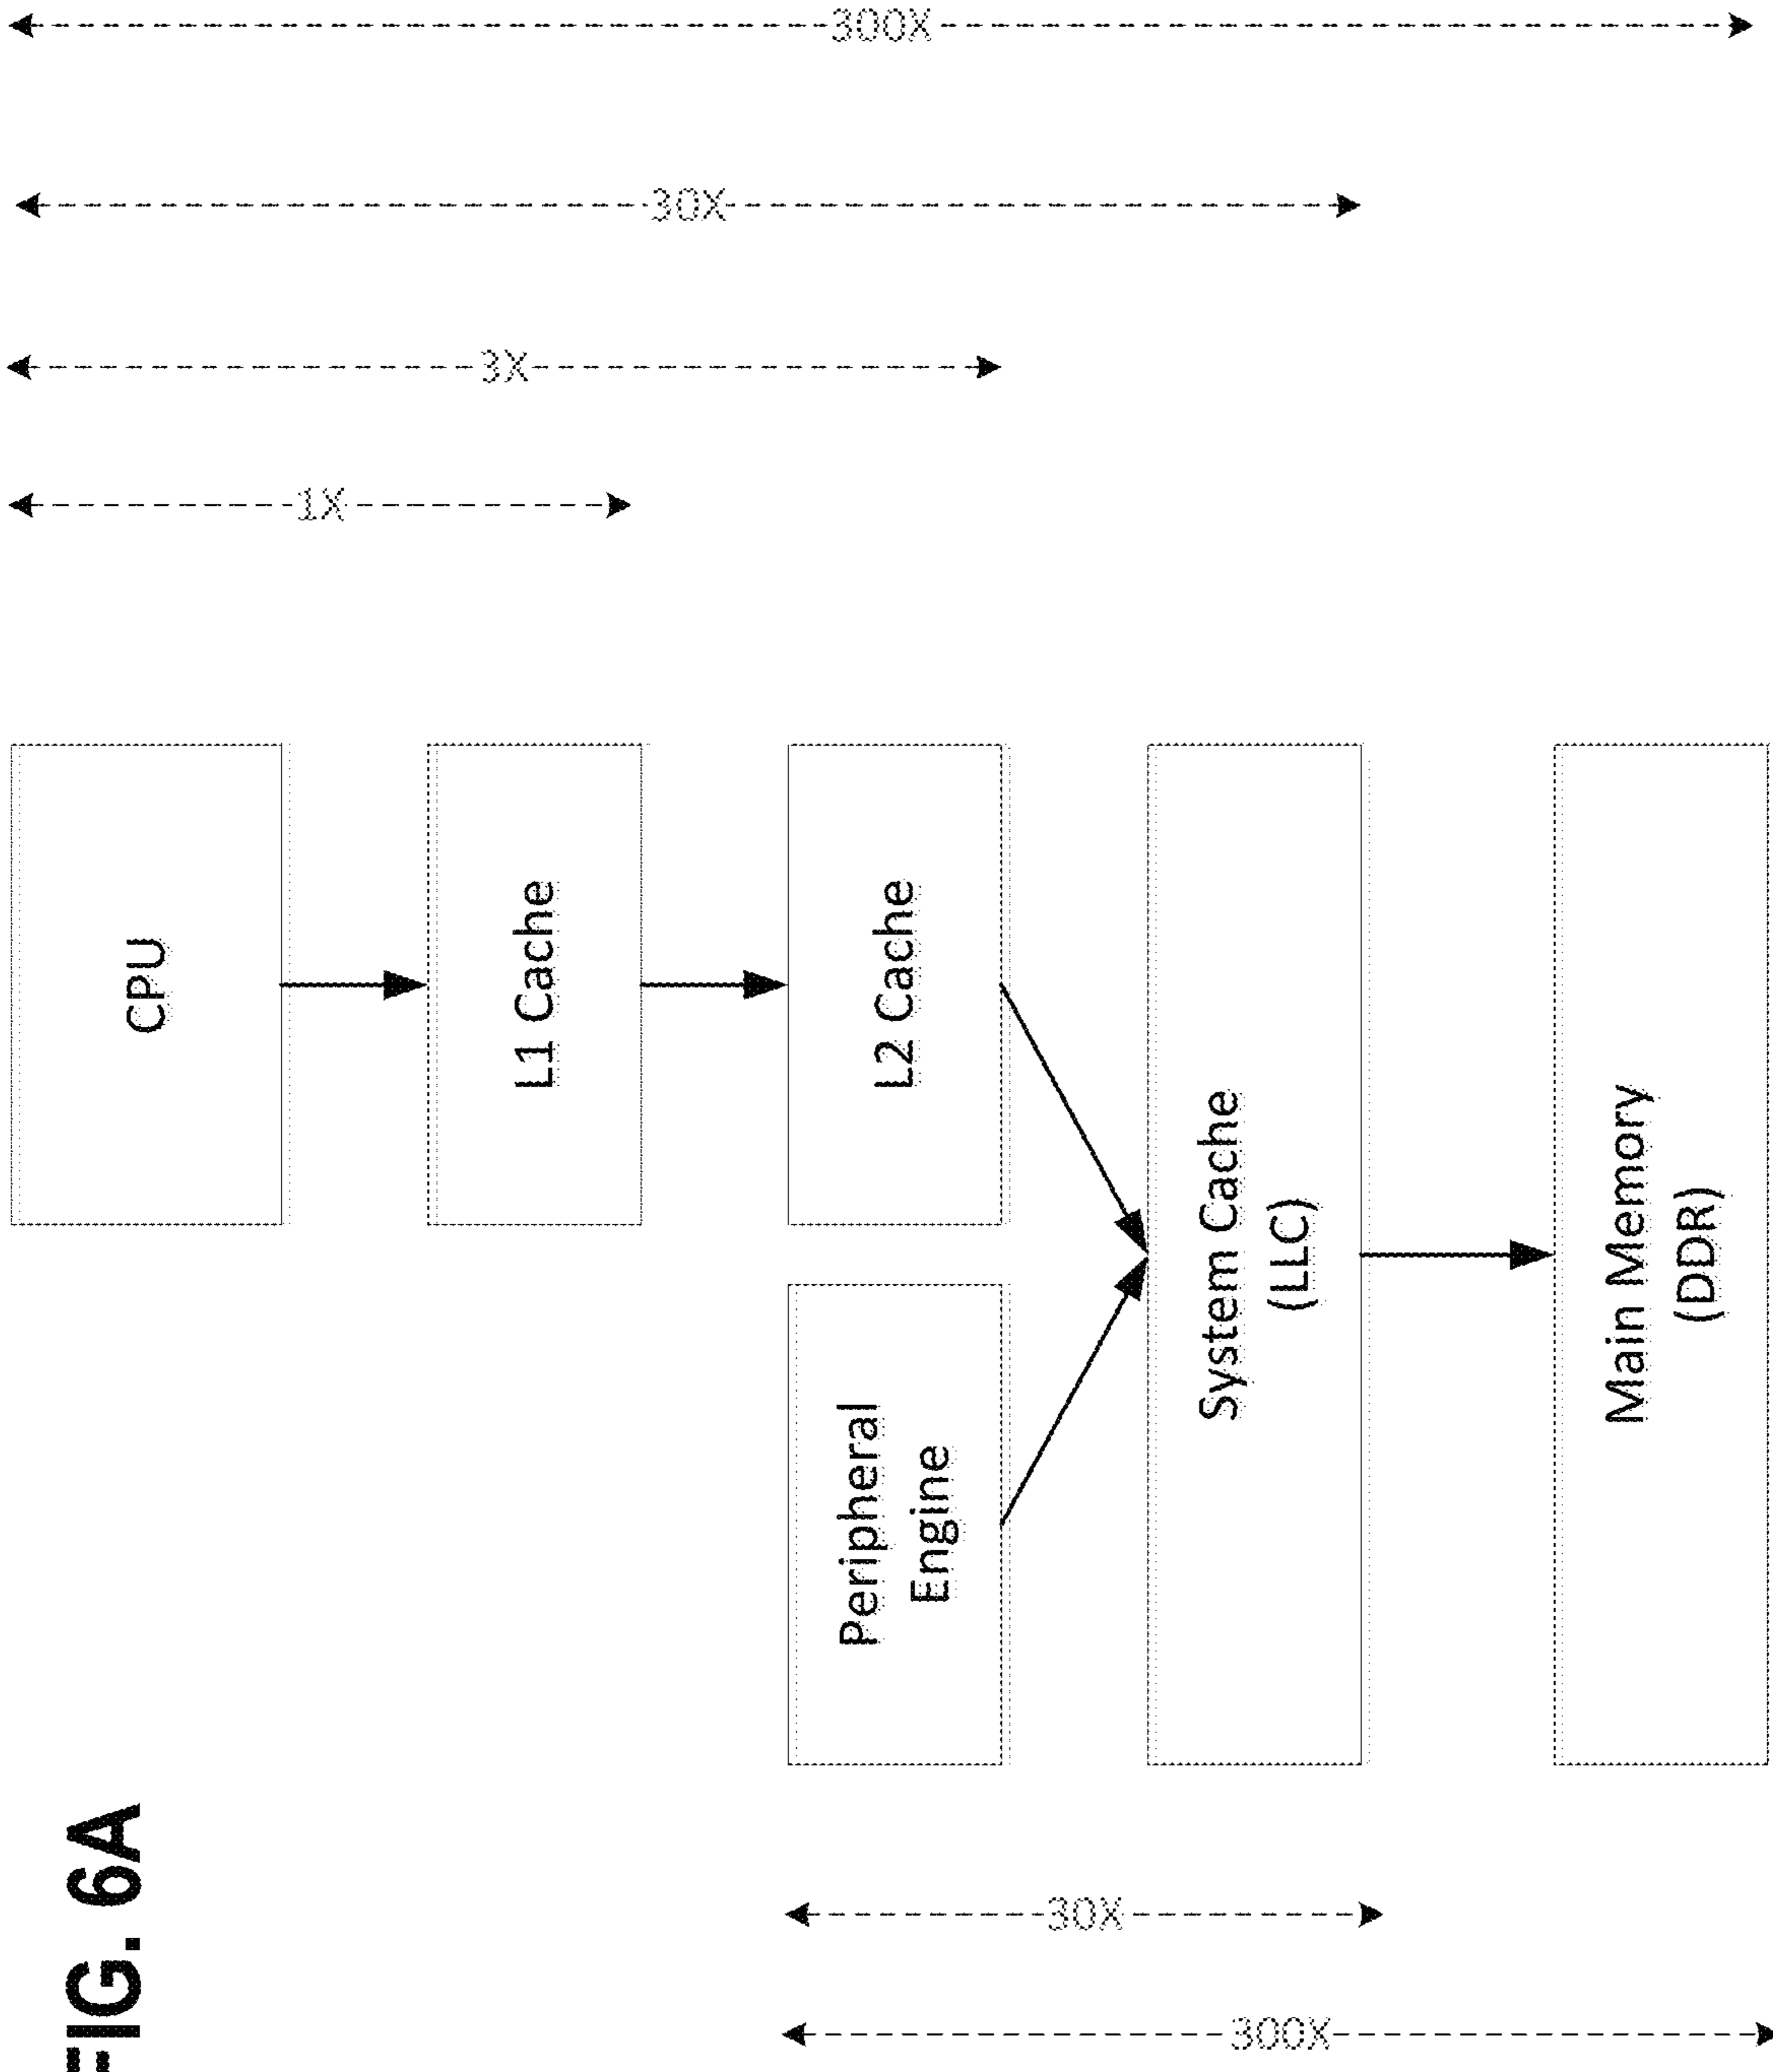 300X
30X
3X
1X
CPU
L1 Cache
L2 Cache
Peripheral
Engine
System Cache
(LLC)
Main Memory
(DDR)
30X
300X
FIG. 6A